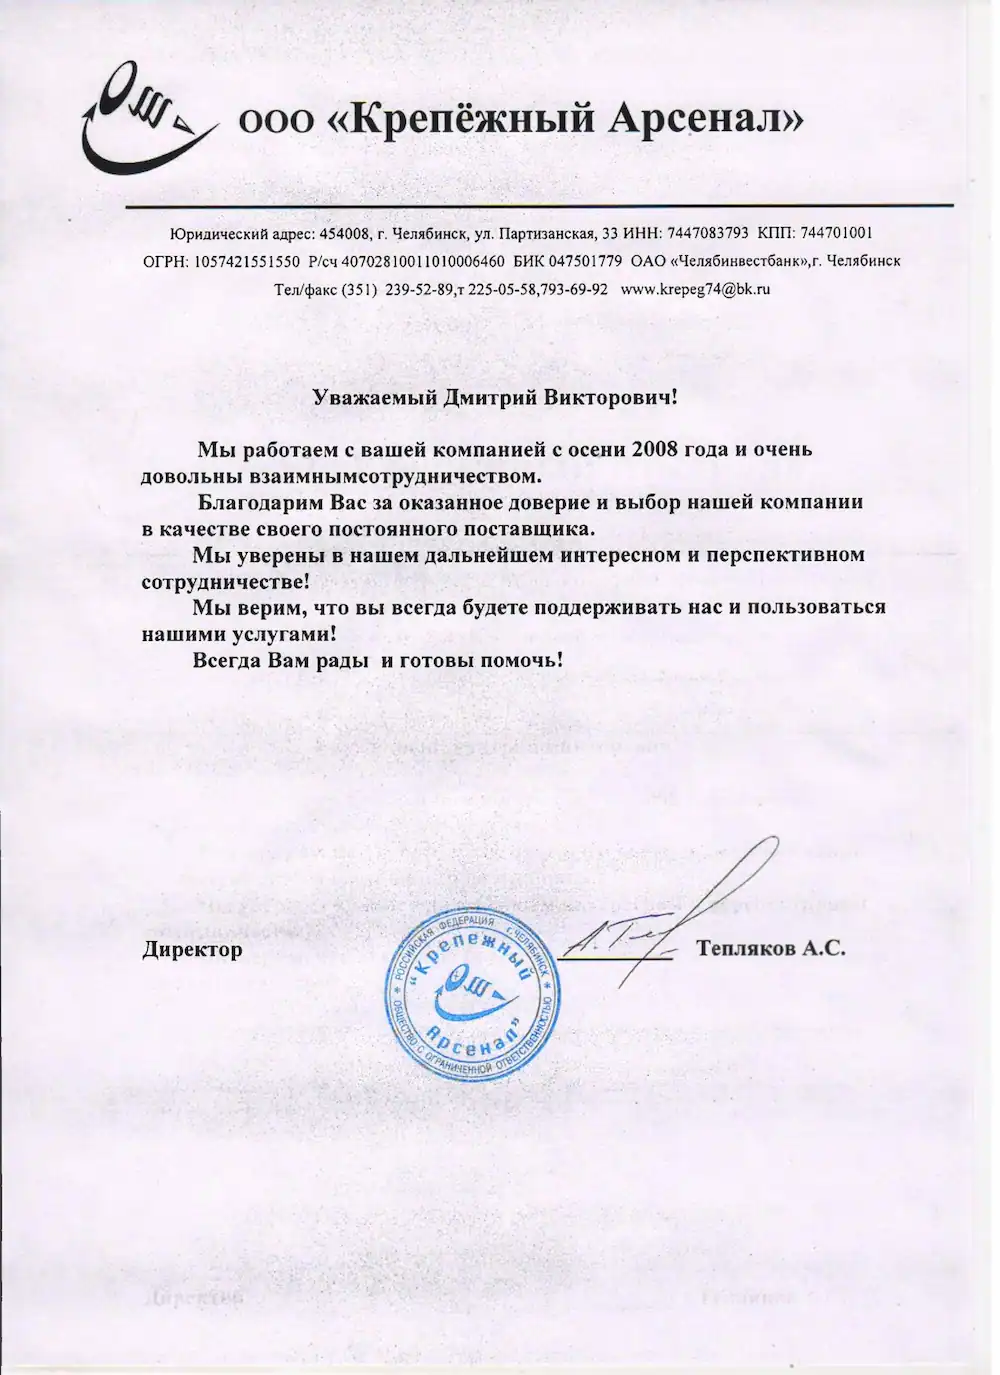 ООО «Крепёжный Арсенал»
Юридический адрес: 454008, г. Челябинск, ул. Партизанская, 33 ИНН: 7447083793 КПП: 744701001
ОГРН: 1057421551550 Р/сч 40702810011010006460 БИК 047501779 ОАО «Челябинвестбанк»,г. Челябинск
Тел/факс (351) 239-52-89,т 225-05-58,793-69-92 www.krepeg74@bk.ru
Уважаемый Дмитрий Викторович!
Мы работаем с вашей компанией с осени 2008 года и очень
довольны взаимнымсотрудничеством.
Благодарим Вас за оказанное доверие и выбор нашей компании
в качестве своего постоянного поставщика.
Мы уверены в нашем дальнейшем интересном и перспективном
сотрудничестве!
Мы верим, что вы всегда будете поддерживать нас и пользоваться
нашими услугами!
Всегда Вам рады и готовы помочь!
Директор
Тепляков А.С.
РОССИЙСКАЯ ФЕДЕРАЦИЯ г.ЧЕЛЯБИНСК
ОБЩЕСТВО С ОГРАНИЧЕННОЙ ОТВЕТСТВЕННОСТЬЮ
"Крепежный
Арсенал"